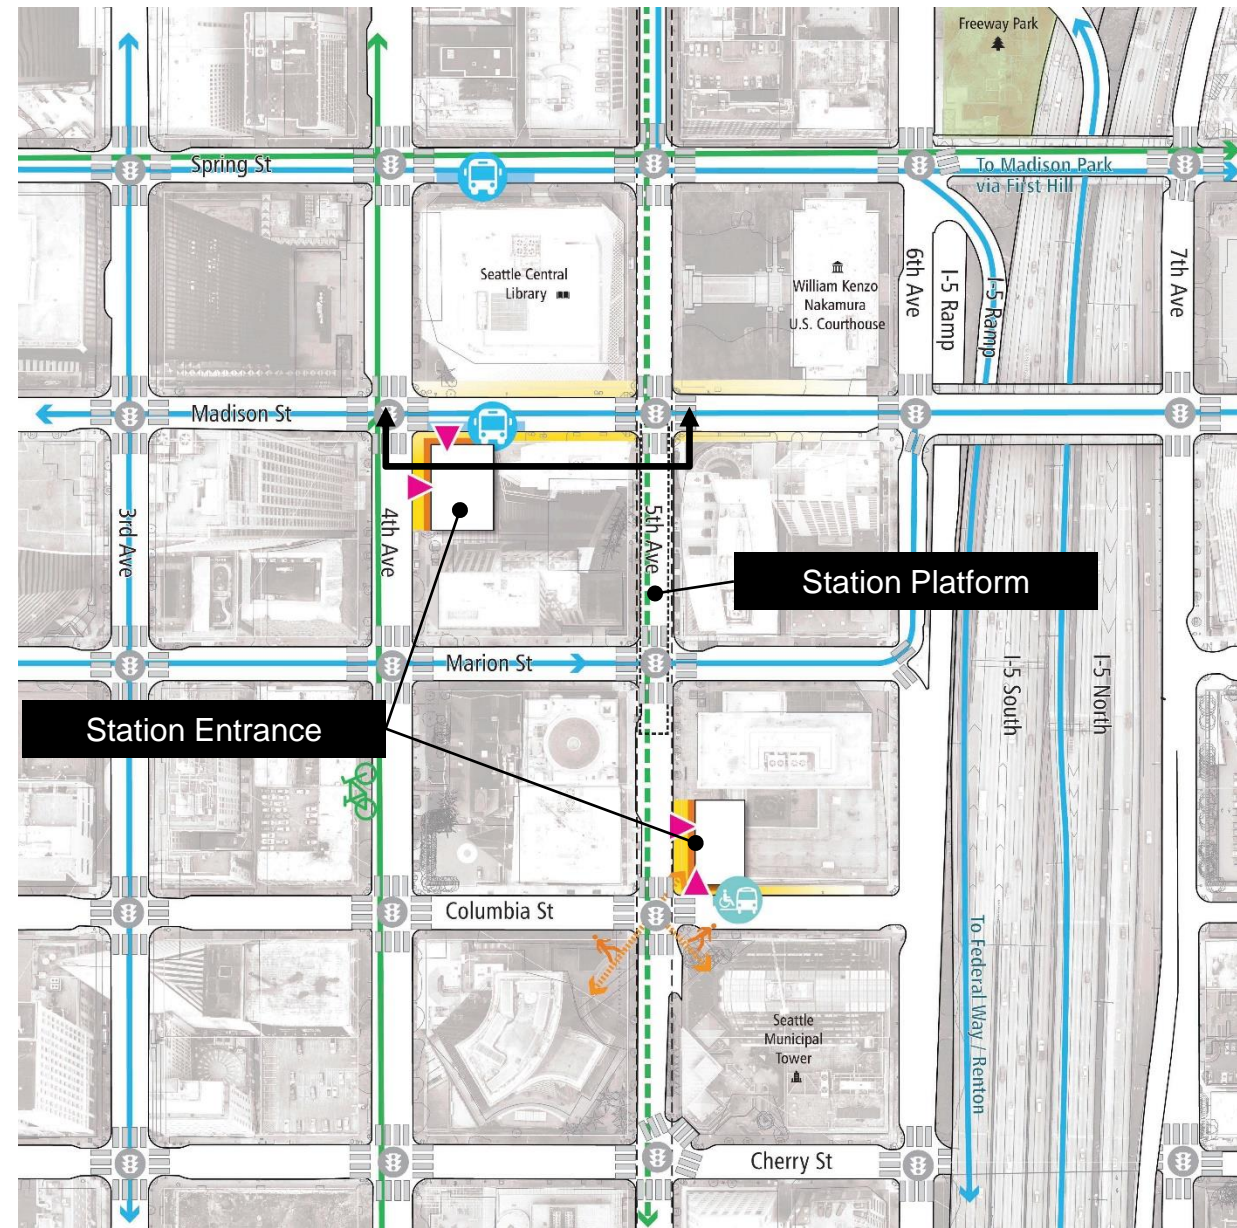 Freeway Park
Spring St
To Madison Park
via First Hill
Seattle Central
Library
William Kenzo
Nakamura
U.S. Courthouse
6th Ave
I-5 Ramp
I-5 Ramp
7th Ave
Madison St
3rd Ave
4th Ave
5th Ave
Station Platform
Marion St
I-5 South
I-5 North
Station Entrance
Columbia St
To Federal Way / Renton
Seattle
Municipal
Tower
Cherry St